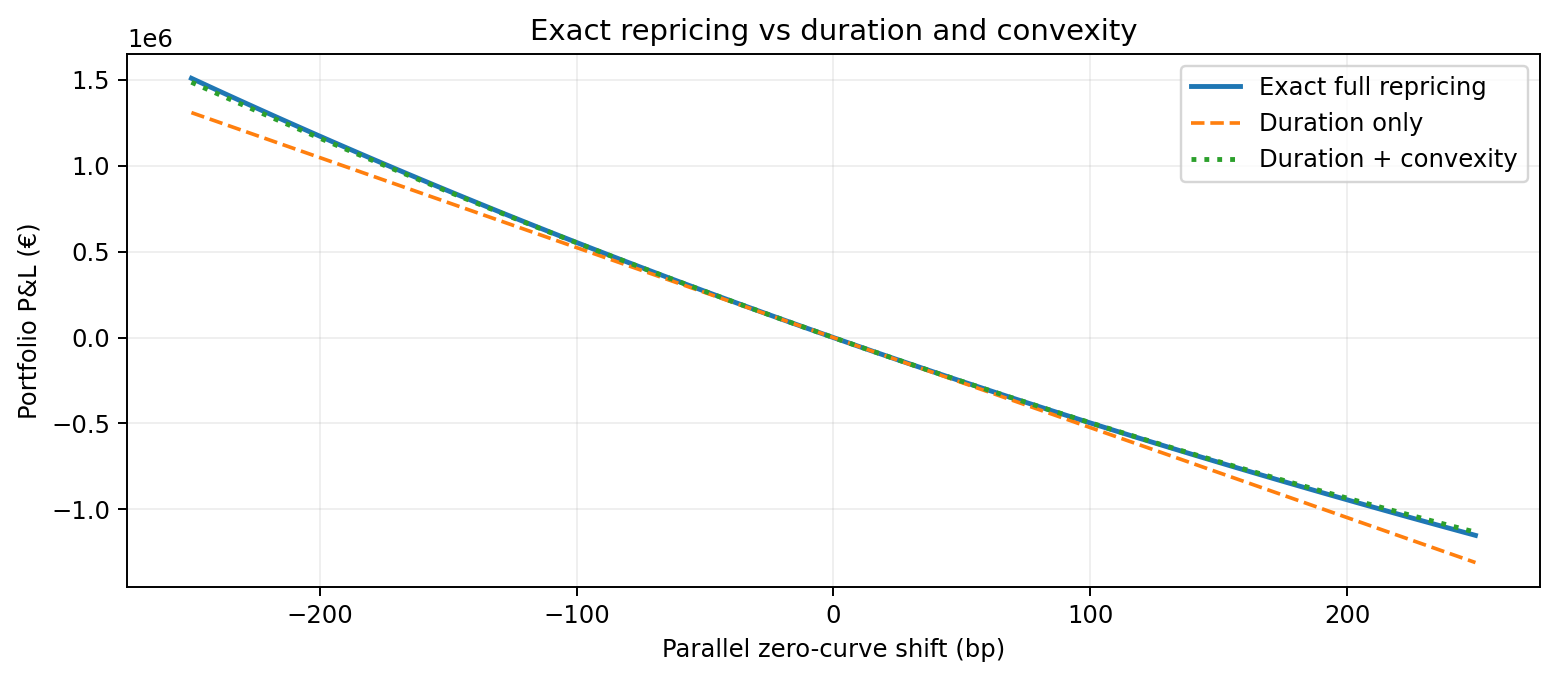 Exact repricing vs duration and convexity
1e6
1.5
1.0
0.5
0.0
−0.5
−1.0
Portfolio P&L (€)
Exact full repricing
Duration only
Duration + convexity
−200
−100
0
100
200
Parallel zero-curve shift (bp)